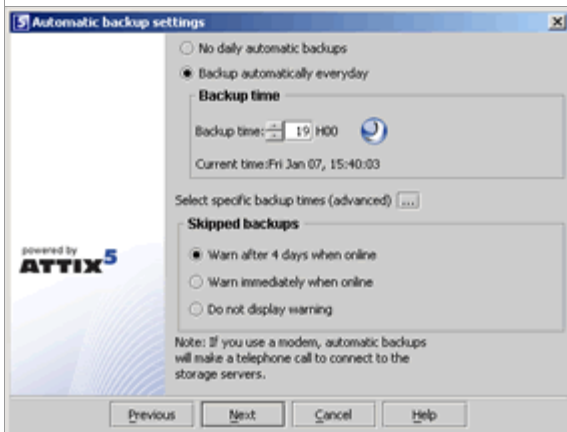 5 Automatic backup settings
No daily automatic backups
Backup automatically everyday
Backup time
Backup time: 19 H00
Current time:Fri Jan 07, 15:40:03
Select specific backup times (advanced) ...
Skipped backups
Warn after 4 days when online
Warn immediately when online
Do not display warning
powered by
ATTIX5
Note: If you use a modem, automatic backups
will make a telephone call to connect to the
storage servers.
Previous Next Cancel Help